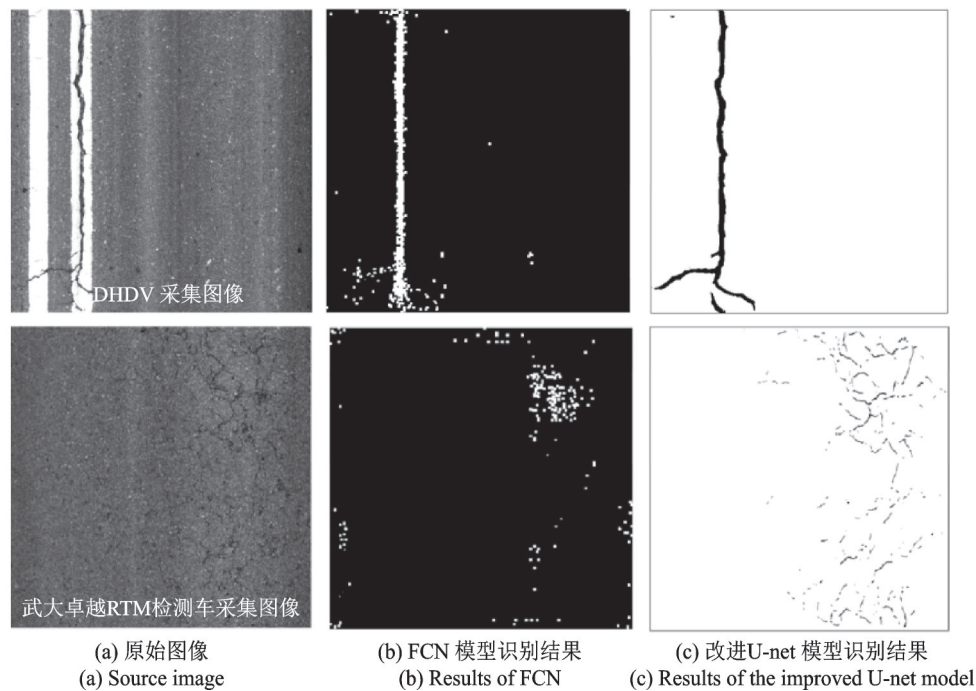 DHDV 采集图像
武大卓越RTM检测车采集图像
(a) 原始图像
(b) FCN 模型识别结果
(c) 改进U-net 模型识别结果
(a) Source image
(b) Results of FCN
(c) Results of the improved U-net model